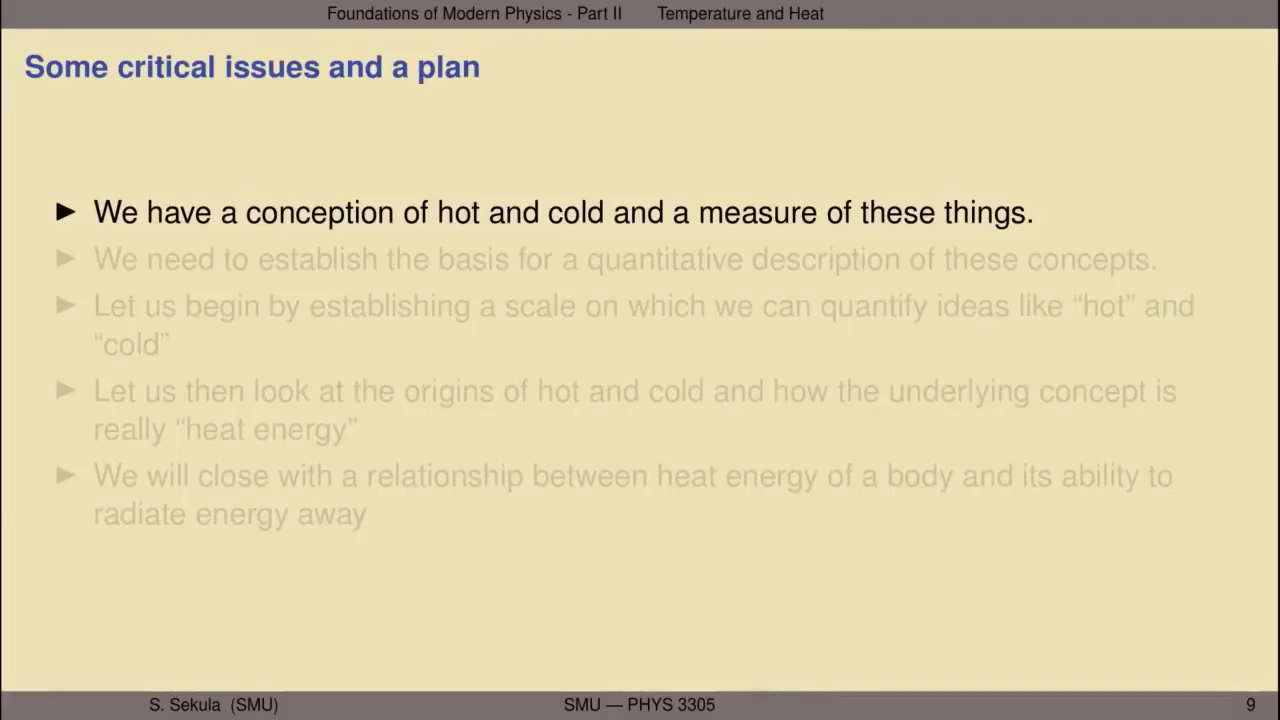 Foundations of Modern Physics - Part II Temperature and Heat
Some critical issues and a plan
► We have a conception of hot and cold and a measure of these things.
► We need to establish the basis for a quantitative description of these concepts.
► Let us begin by establishing a scale on which we can quantify ideas like “hot” and
“cold”
► Let us then look at the origins of hot and cold and how the underlying concept is
really “heat energy”
► We will close with a relationship between heat energy of a body and its ability to
radiate energy away
S. Sekula (SMU) SMU — PHYS 3305 9